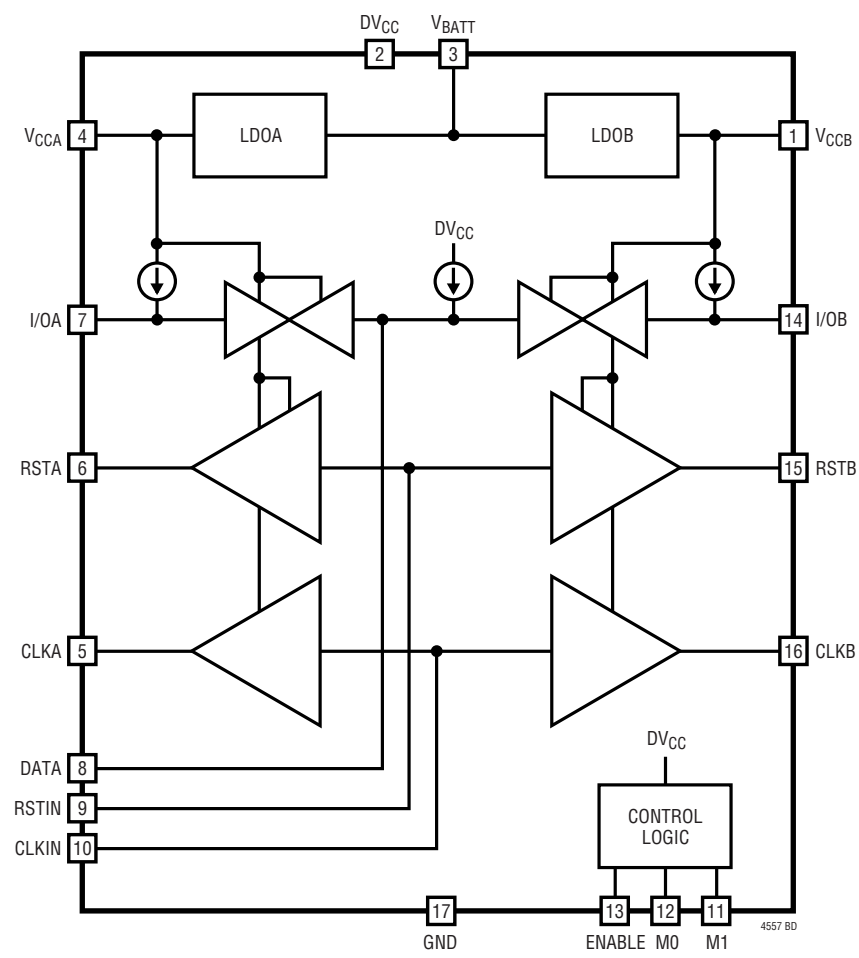 DVCC VBATT
2 3
VCCA 4 LDOA LDOB 1 VCCB
DVCC
I/OA 7 14 I/OB
RSTA 6 15 RSTB
CLKA 5 16 CLKB
DVCC
DATA 8
RSTIN 9
CONTROL
LOGIC
CLKIN 10
17 13 12 11
4557 BD
GND ENABLE M0 M1